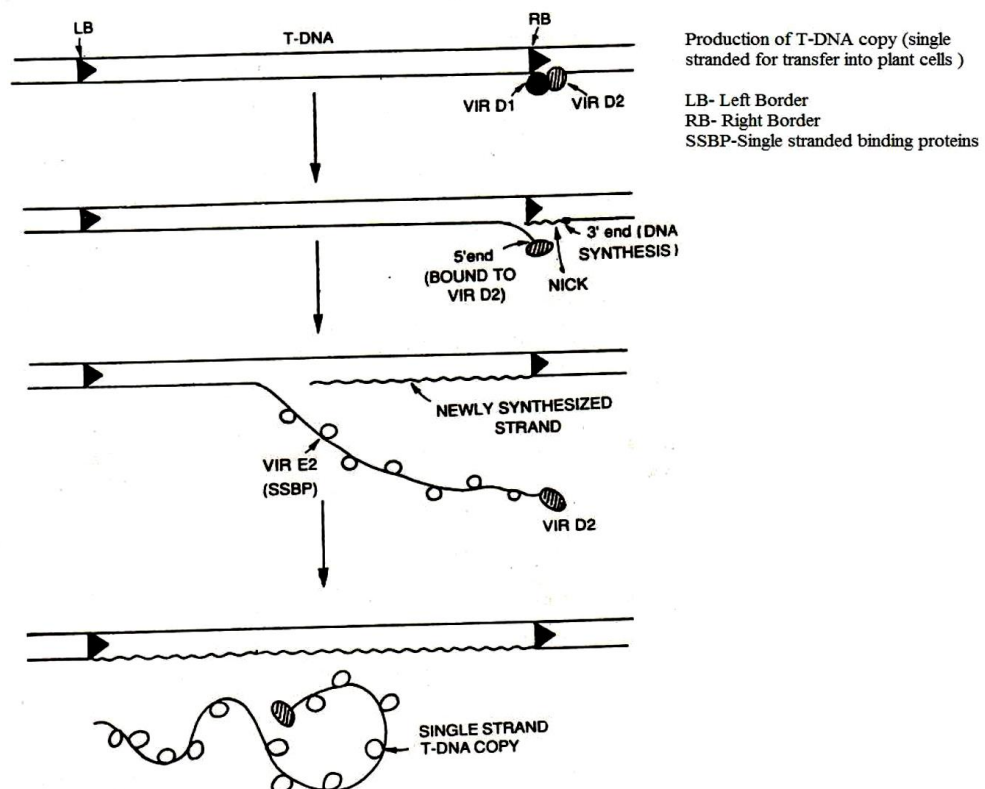 LB
T-DNA
RB
VIR D1
VIR D2
Production of T-DNA copy (single
stranded for transfer into plant cells )
LB- Left Border
RB- Right Border
SSBP-Single stranded binding proteins
5'end
(BOUND TO
VIR D2)
3' end (DNA
SYNTHESIS)
NICK
NEWLY SYNTHESIZED
STRAND
VIR E2
(SSBP)
VIR D2
SINGLE STRAND
T-DNA COPY